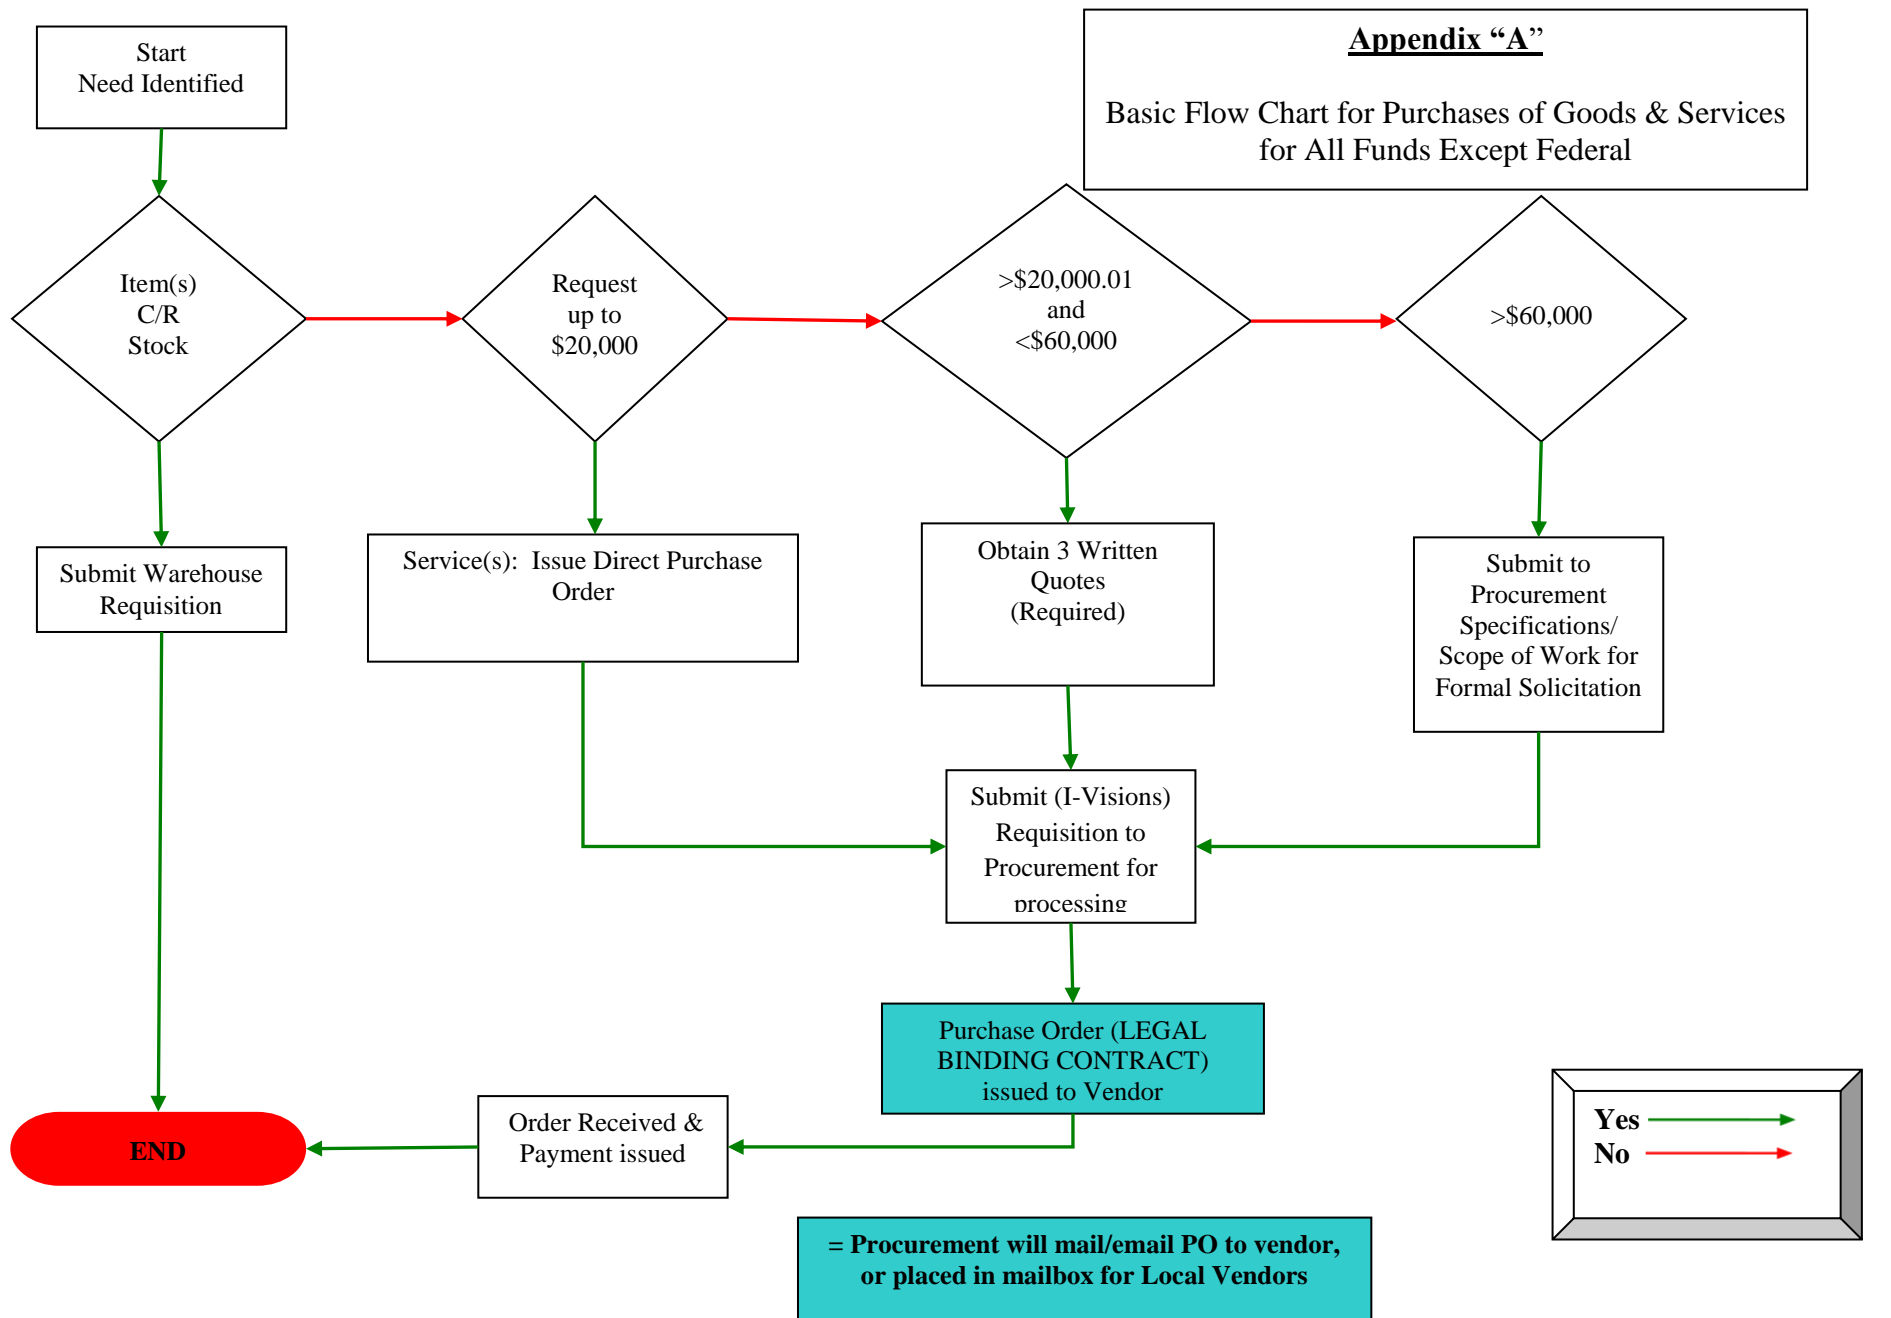 Start
Need Identified
Appendix “A”
Basic Flow Chart for Purchases of Goods & Services
for All Funds Except Federal
Item(s)
C/R
Stock
Request
up to
$20,000
>$20,000.01
and
<$60,000
>$60,000
Submit Warehouse
Requisition
Service(s):  Issue Direct Purchase
Order
Obtain 3 Written
Quotes
(Required)
Submit to
Procurement
Specifications/
Scope of Work for
Formal Solicitation
Submit (I-Visions)
Requisition to
Procurement for
processing
Purchase Order (LEGAL
BINDING CONTRACT)
issued to Vendor
Order Received &
Payment issued
END
Yes
No
= Procurement will mail/email PO to vendor,
or placed in mailbox for Local Vendors